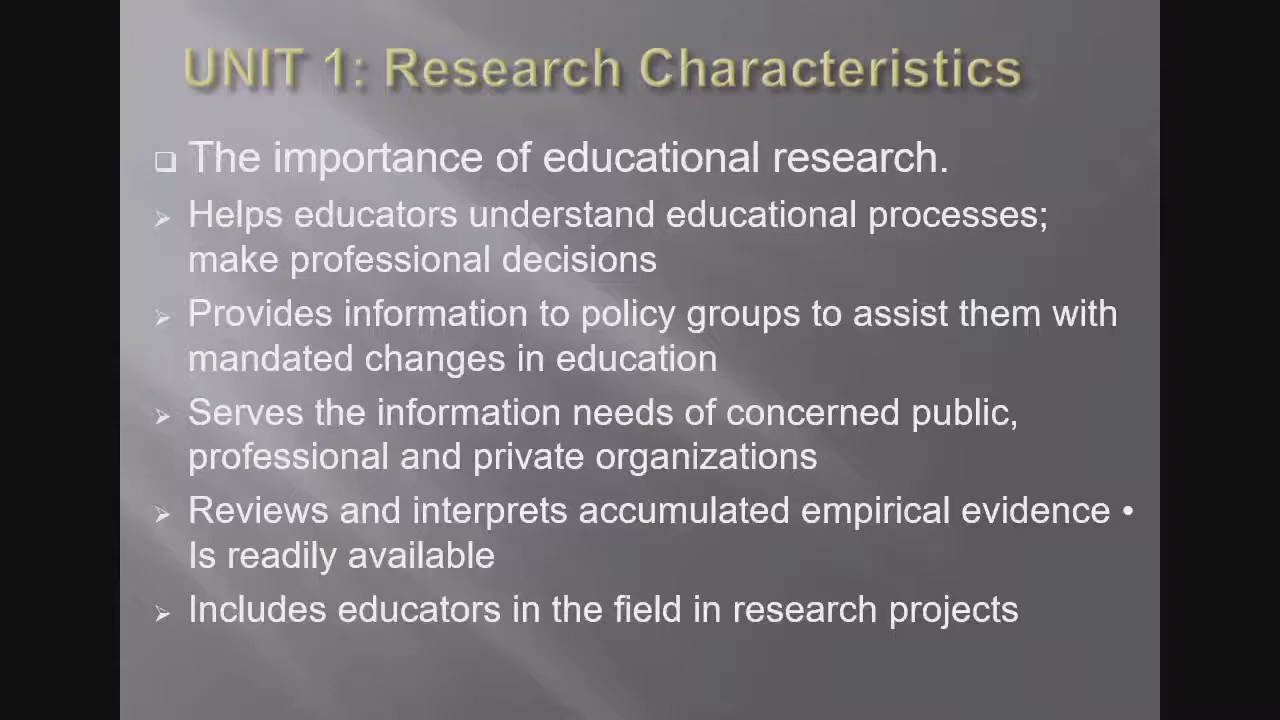 UNIT 1: Research Characteristics
❑ The importance of educational research.
➢ Helps educators understand educational processes;
make professional decisions
➢ Provides information to policy groups to assist them with
mandated changes in education
➢ Serves the information needs of concerned public,
professional and private organizations
➢ Reviews and interprets accumulated empirical evidence •
Is readily available
➢ Includes educators in the field in research projects